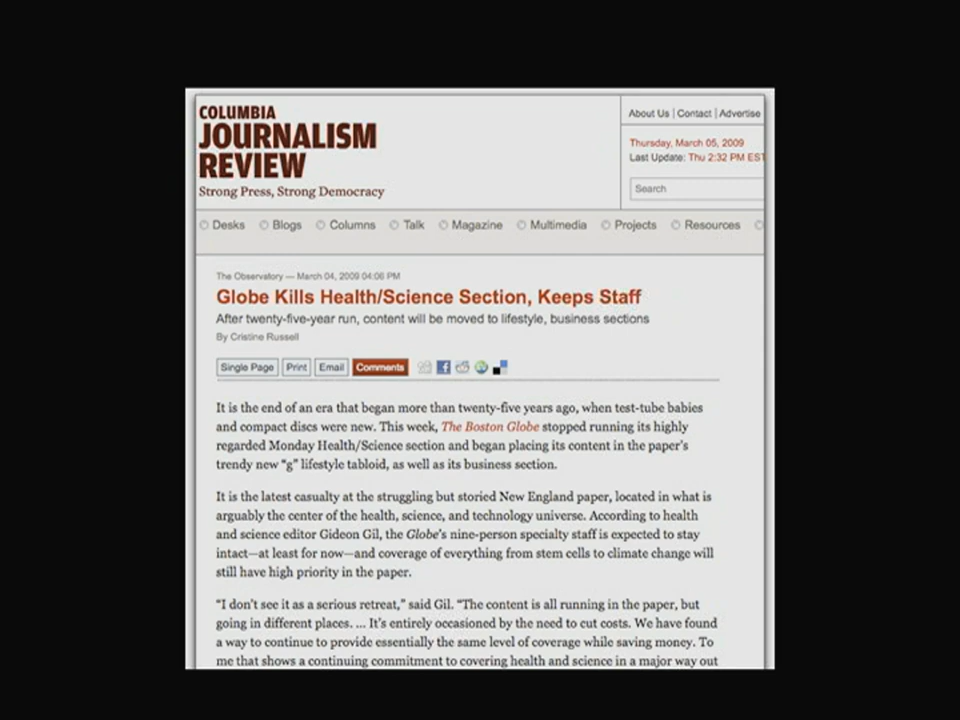 COLUMBIA
JOURNALISM
REVIEW
Strong Press, Strong Democracy
About Us | Contact | Advertise
Thursday, March 05, 2009
Last Update: Thu 2:32 PM EST
Search
Desks Blogs Columns Talk Magazine Multimedia Projects Resources
The Observatory — March 04, 2009 04:06 PM
Globe Kills Health/Science Section, Keeps Staff
After twenty-five-year run, content will be moved to lifestyle, business sections
By Cristine Russell
Single Page Print Email Comments
It is the end of an era that began more than twenty-five years ago, when test-tube babies
and compact discs were new. This week, The Boston Globe stopped running its highly
regarded Monday Health/Science section and began placing its content in the paper's
trendy new “g” lifestyle tabloid, as well as its business section.
It is the latest casualty at the struggling but storied New England paper, located in what is
arguably the center of the health, science, and technology universe. According to health
and science editor Gideon Gil, the Globe's nine-person specialty staff is expected to stay
intact—at least for now—and coverage of everything from stem cells to climate change will
still have high priority in the paper.
“I don't see it as a serious retreat,” said Gil. “The content is all running in the paper, but
going in different places. ... It's entirely occasioned by the need to cut costs. We have found
a way to continue to provide essentially the same level of coverage while saving money. To
me that shows a continuing commitment to covering health and science in a major way out